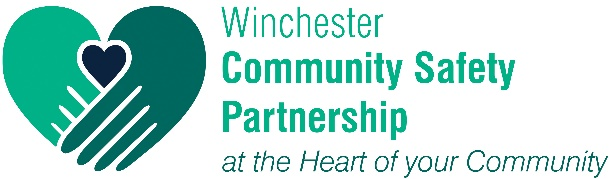 Winchester
Community Safety
Partnership
at the Heart of your Community